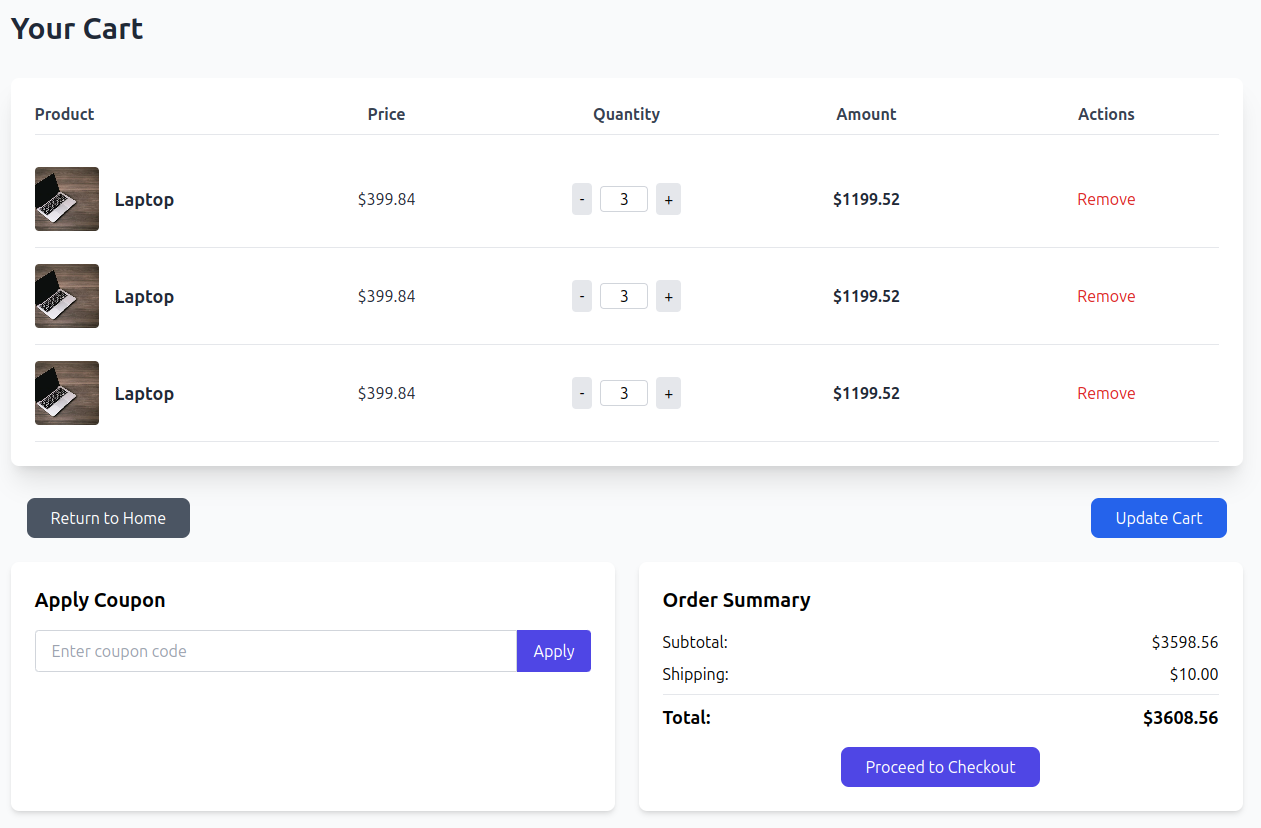 Your Cart
Product Price Quantity Amount Actions
Laptop $399.84 - 3 + $1199.52 Remove
Laptop $399.84 - 3 + $1199.52 Remove
Laptop $399.84 - 3 + $1199.52 Remove
Return to Home Update Cart
Apply Coupon
Enter coupon code Apply
Order Summary
Subtotal: $3598.56
Shipping: $10.00
Total: $3608.56
Proceed to Checkout